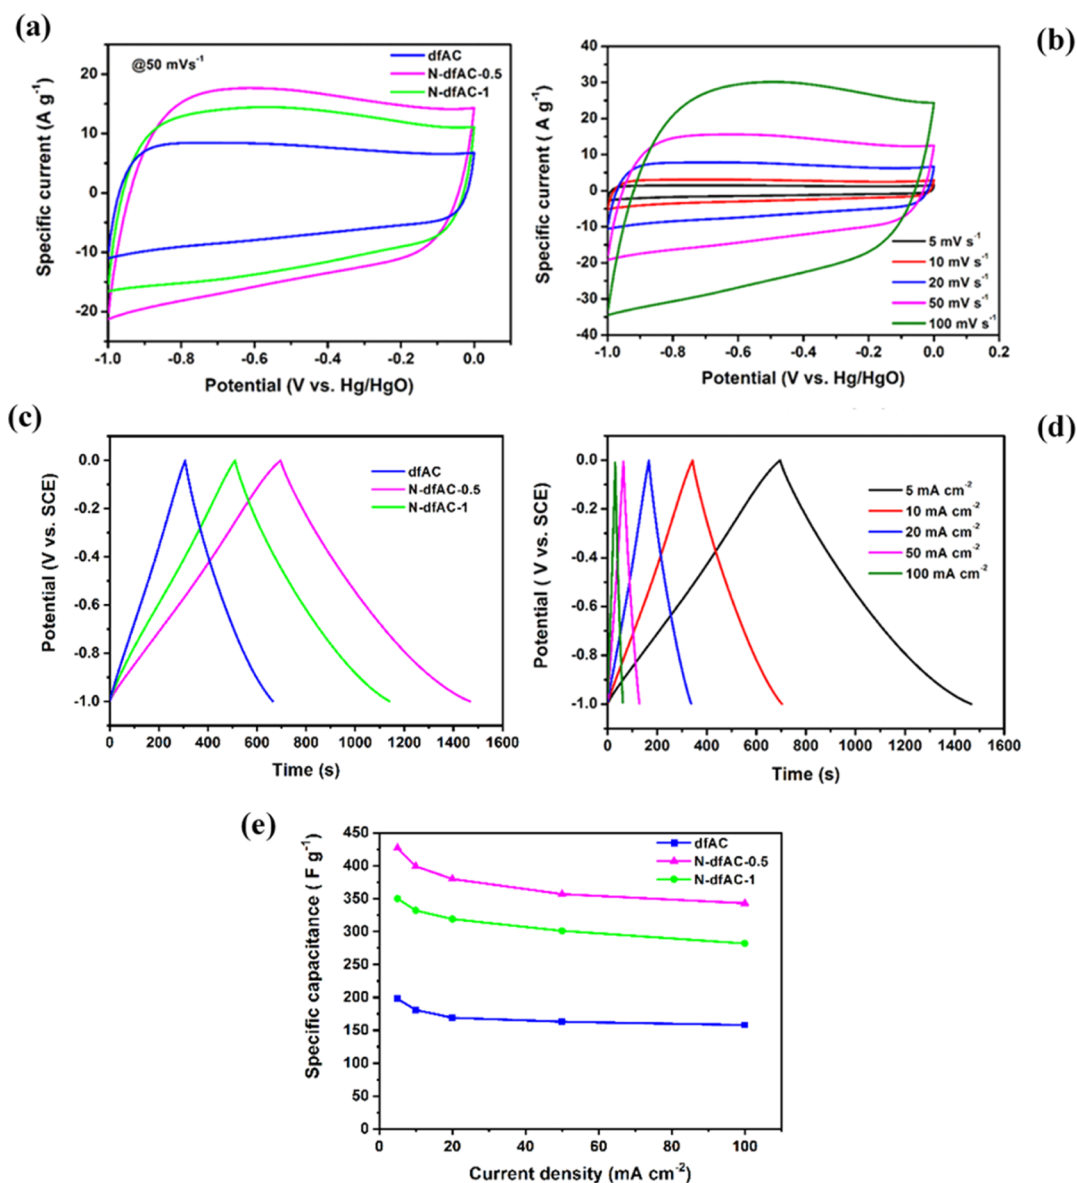 (a)
@50 mVs-1
dfAC
N-dfAC-0.5
N-dfAC-1
Specific current (A g-1)
20
10
0
-10
-20
-1.0 -0.8 -0.6 -0.4 -0.2 0.0
Potential (V vs. Hg/HgO)
(b)
Specific current ( A g-1)
40
30
20
10
0
-10
-20
-30
-40
5 mV s-1
10 mV s-1
20 mV s-1
50 mV s-1
100 mV s-1
-1.0 -0.8 -0.6 -0.4 -0.2 0.0 0.2
Potential (V vs. Hg/HgO)
(c)
Potential (V vs. SCE)
0.0
-0.2
-0.4
-0.6
-0.8
-1.0
dfAC
N-dfAC-0.5
N-dfAC-1
0 200 400 600 800 1000 1200 1400 1600
Time (s)
(d)
Potential ( V vs. SCE)
0.0
-0.2
-0.4
-0.6
-0.8
-1.0
5 mA cm-2
10 mA cm-2
20 mA cm-2
50 mA cm-2
100 mA cm-2
0 200 400 600 800 1000 1200 1400 1600
Time (s)
(e)
Specific capacitance ( F g-1)
450
400
350
300
250
200
150
100
50
0
dfAC
N-dfAC-0.5
N-dfAC-1
0 20 40 60 80 100
Current density (mA cm-2)